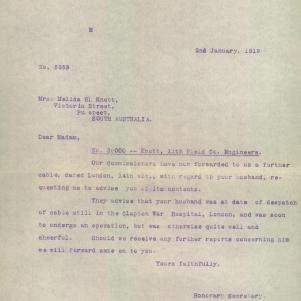 2nd January, 1919
No. 5353
Mrs. Melida H. Knott,
Victoria Street,
SOUTH AUSTRALIA.
Dear Madam,
No. -- Knott, 11th Field Co. Engineers.
Our Commissioners have now forwarded to us a further
cable, dated London, 14th with regard to your husband, re-
questing us to advise you of its contents.
They advise that your husband was at date of despatch
of cable still in the Clapton War Hospital, London, and was soon
to undergo an operation, but was otherwise quite well and
cheerful. Should we receive any further reports concerning him
we will forward same on to you.
Yours faithfully,
Honorary Secretary.